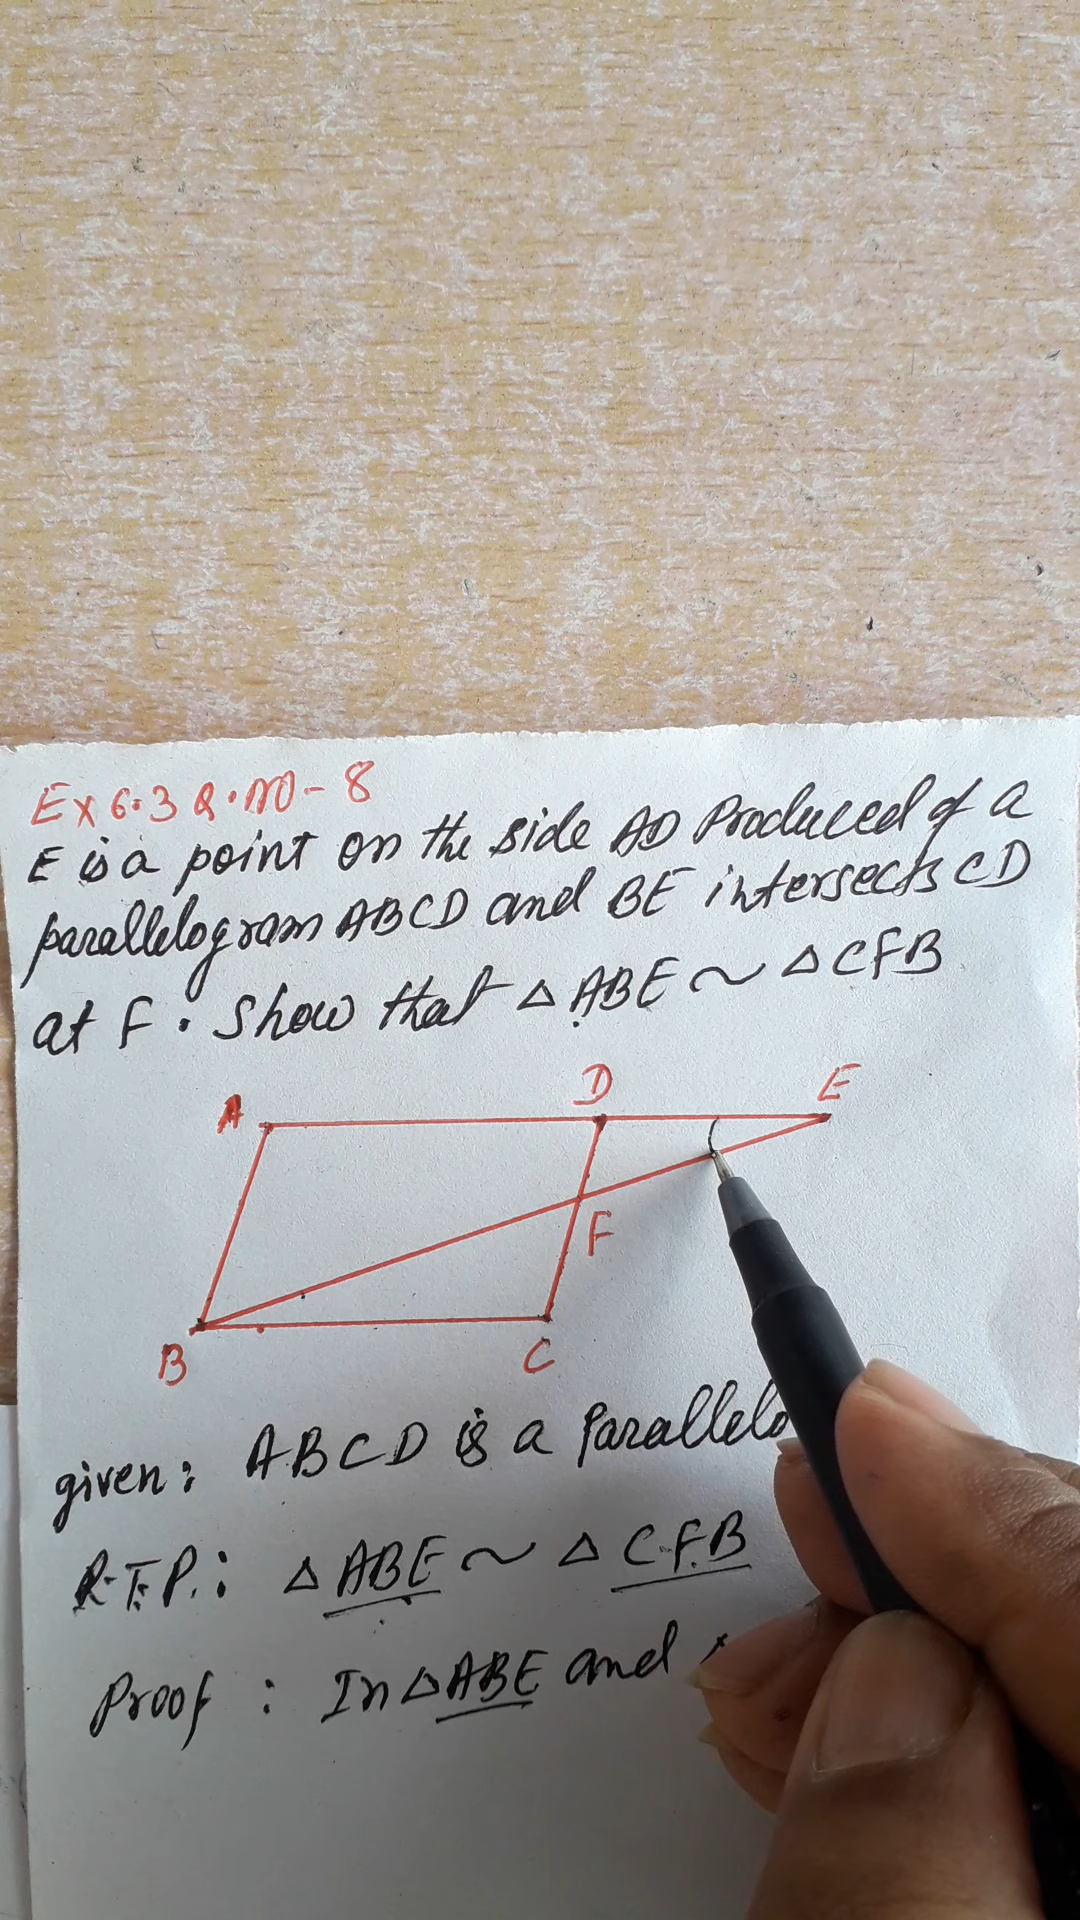 Ex 6.3 Q.NO-8
E is a point on the side AD Produced of a
parallelogram ABCD and BE intersects CD
at F. Show that △ABE ~ △CFB
A D E
F
B C
given: ABCD is a Parallelo
R.T.P.: △ABE ~ △CFB
Proof: In △ABE and